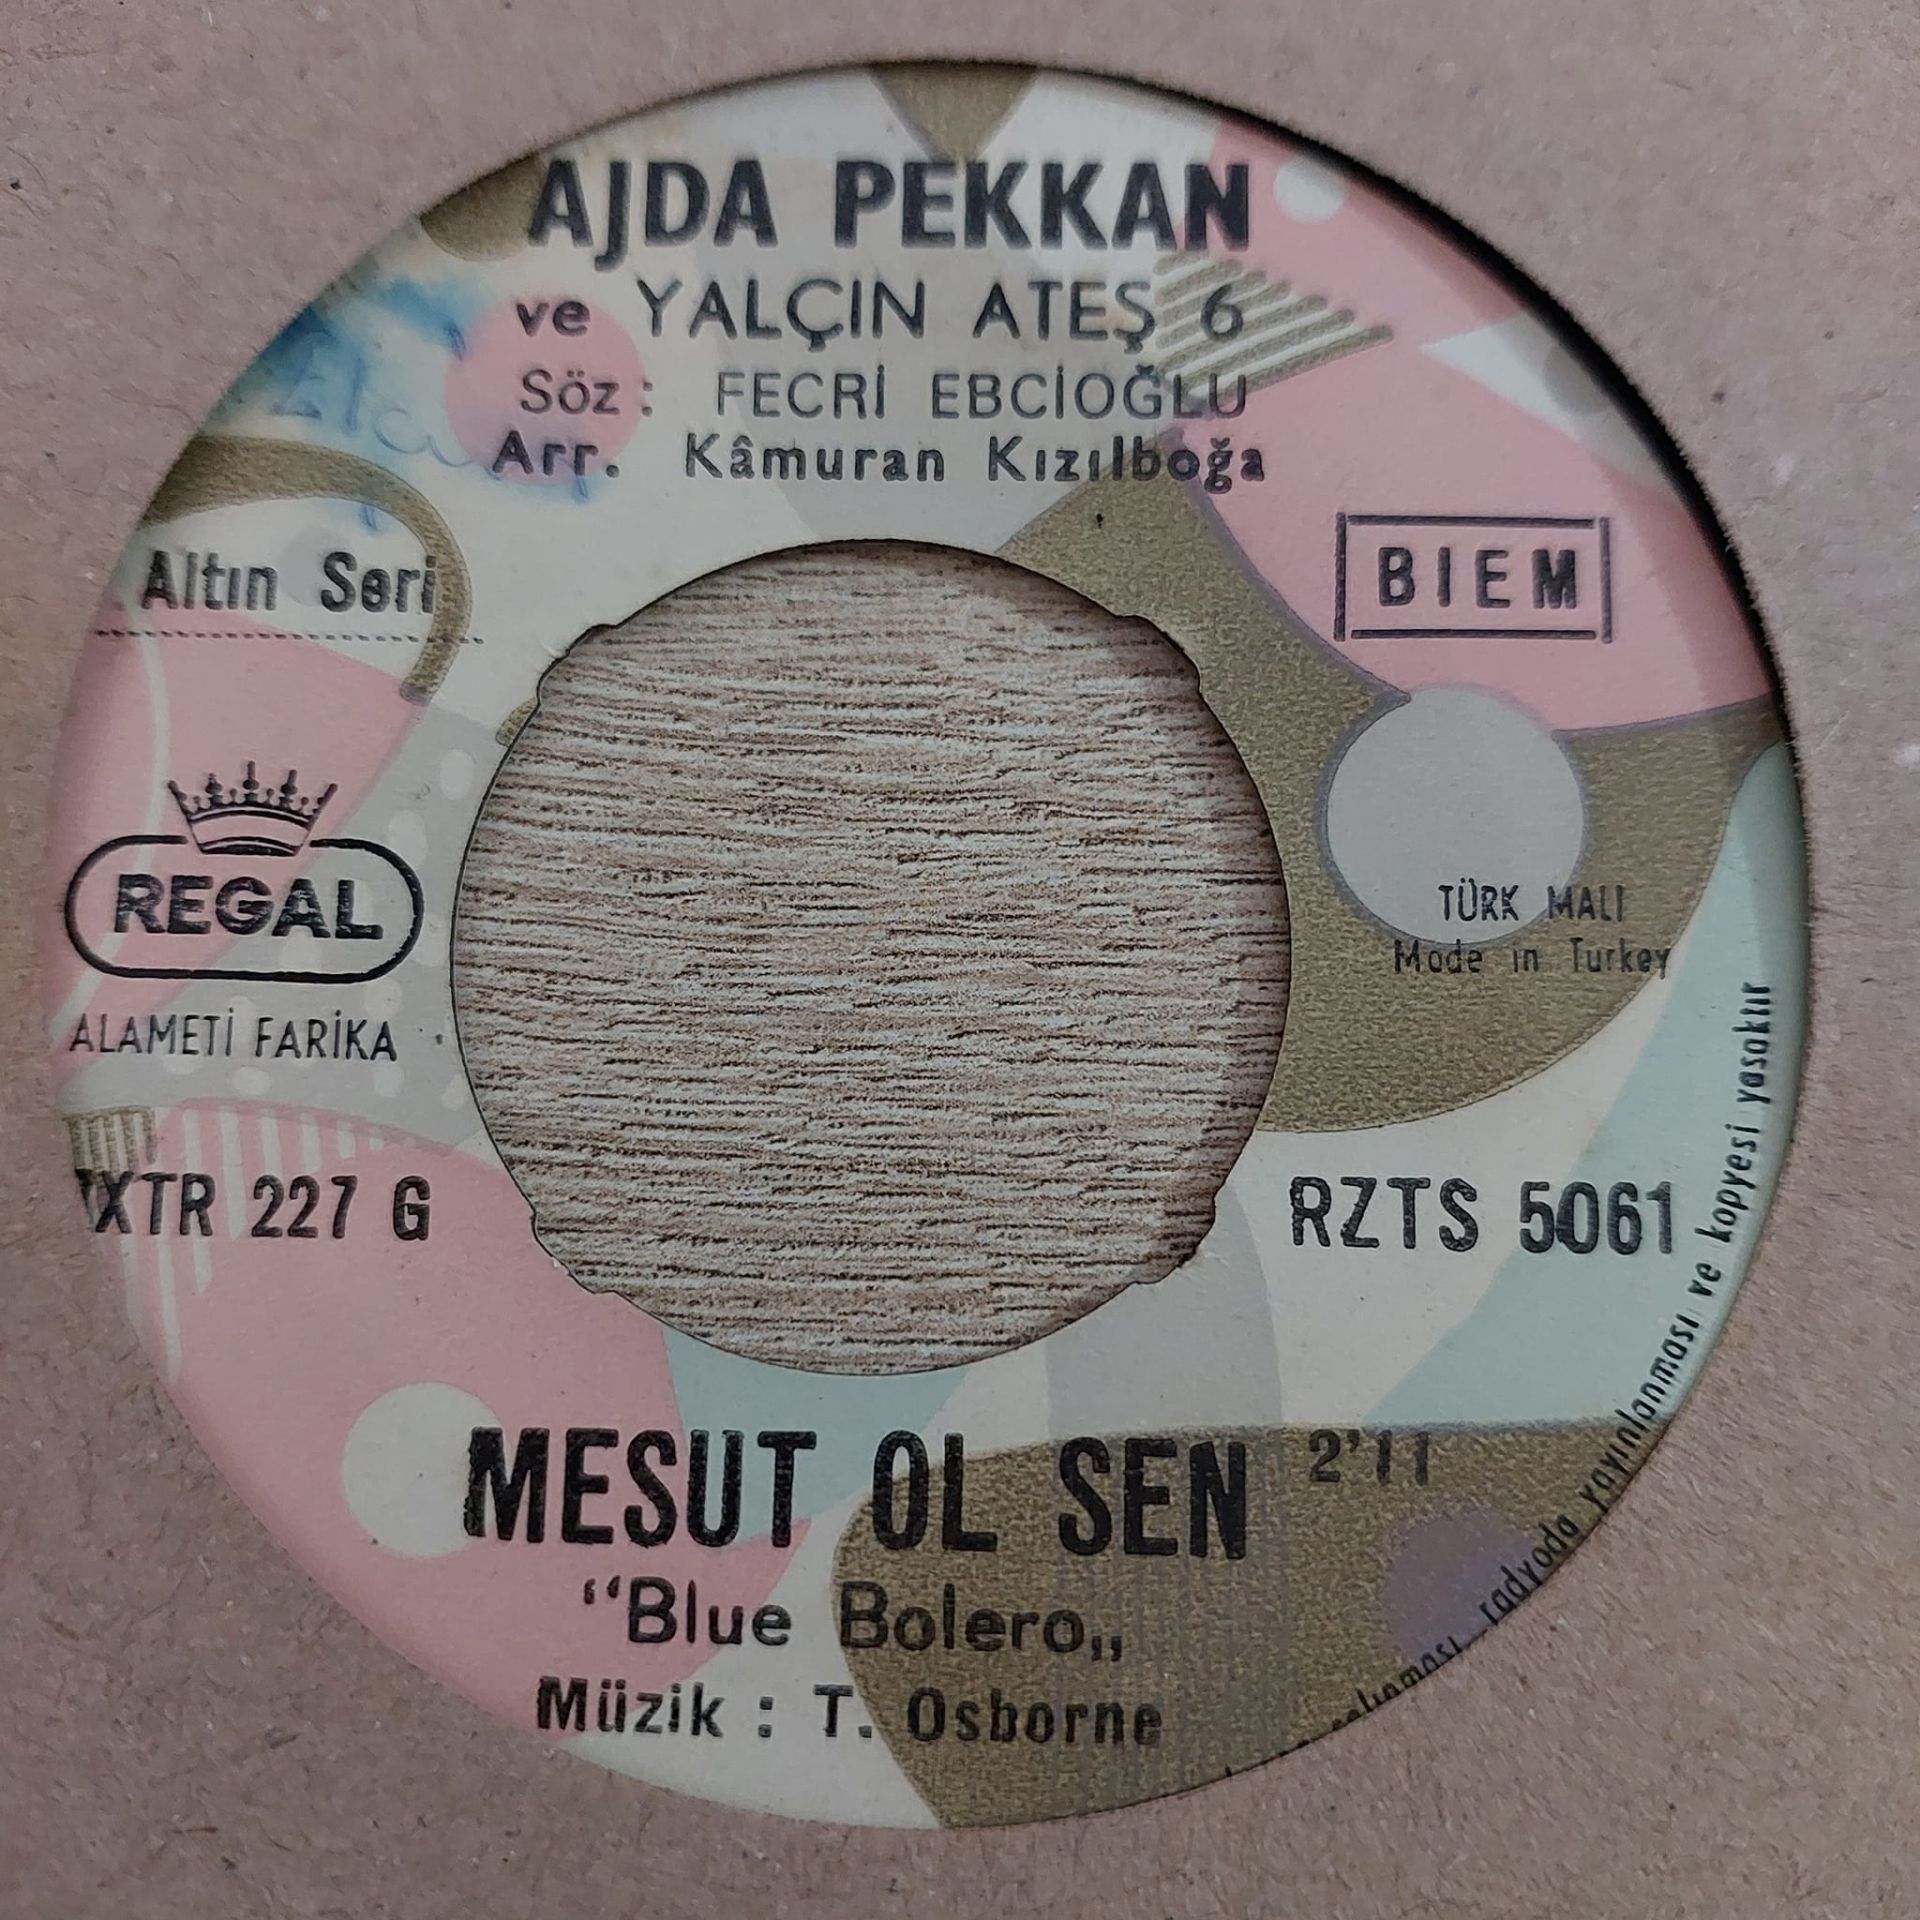 AJDA PEKKAN
ve YALÇIN ATEŞ 6
Söz: FECRİ EBCİOĞLU
Arr. Kâmuran Kızılboğa
Altın Seri
BIEM
REGAL
ALAMETİ FARİKA
TÜRK MALI
Made in Turkey
XTR 227 G
RZTS 5061
MESUT OL SEN 2'11
"Blue Bolero„
Müzik : T. Osborne
radyoda yayınlanması ve kopyesi yasaktır